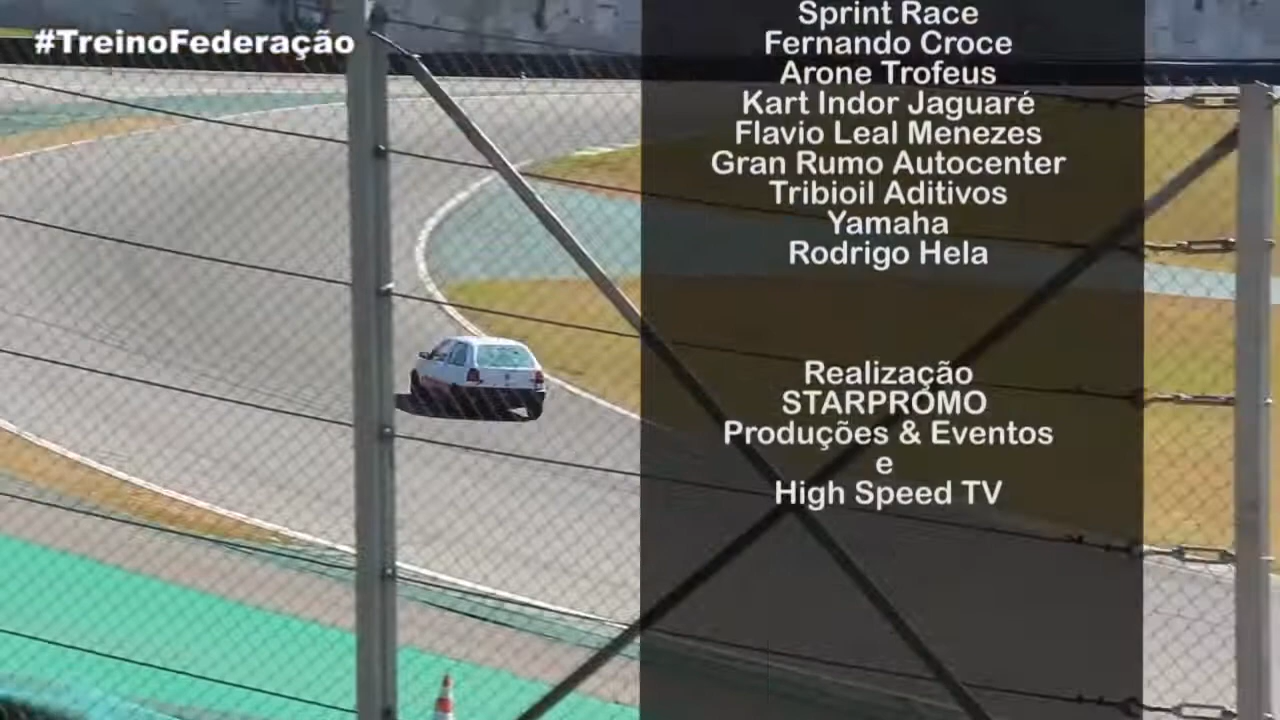 #TreinoFederação
Sprint Race
Fernando Croce
Arone Trofeus
Kart Indor Jaguaré
Flavio Leal Menezes
Gran Rumo Autocenter
Tribioil Aditivos
Yamaha
Rodrigo Hela
Realização
STARPROMO
Produções & Eventos
e
High Speed TV